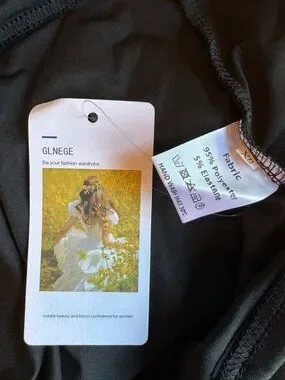 GLNEGE
Be your fashion wardrobe
create beauty and boost confidence for women
Fabric
95% Polyester
5% Elastane
HAND WASH MAX 30℃